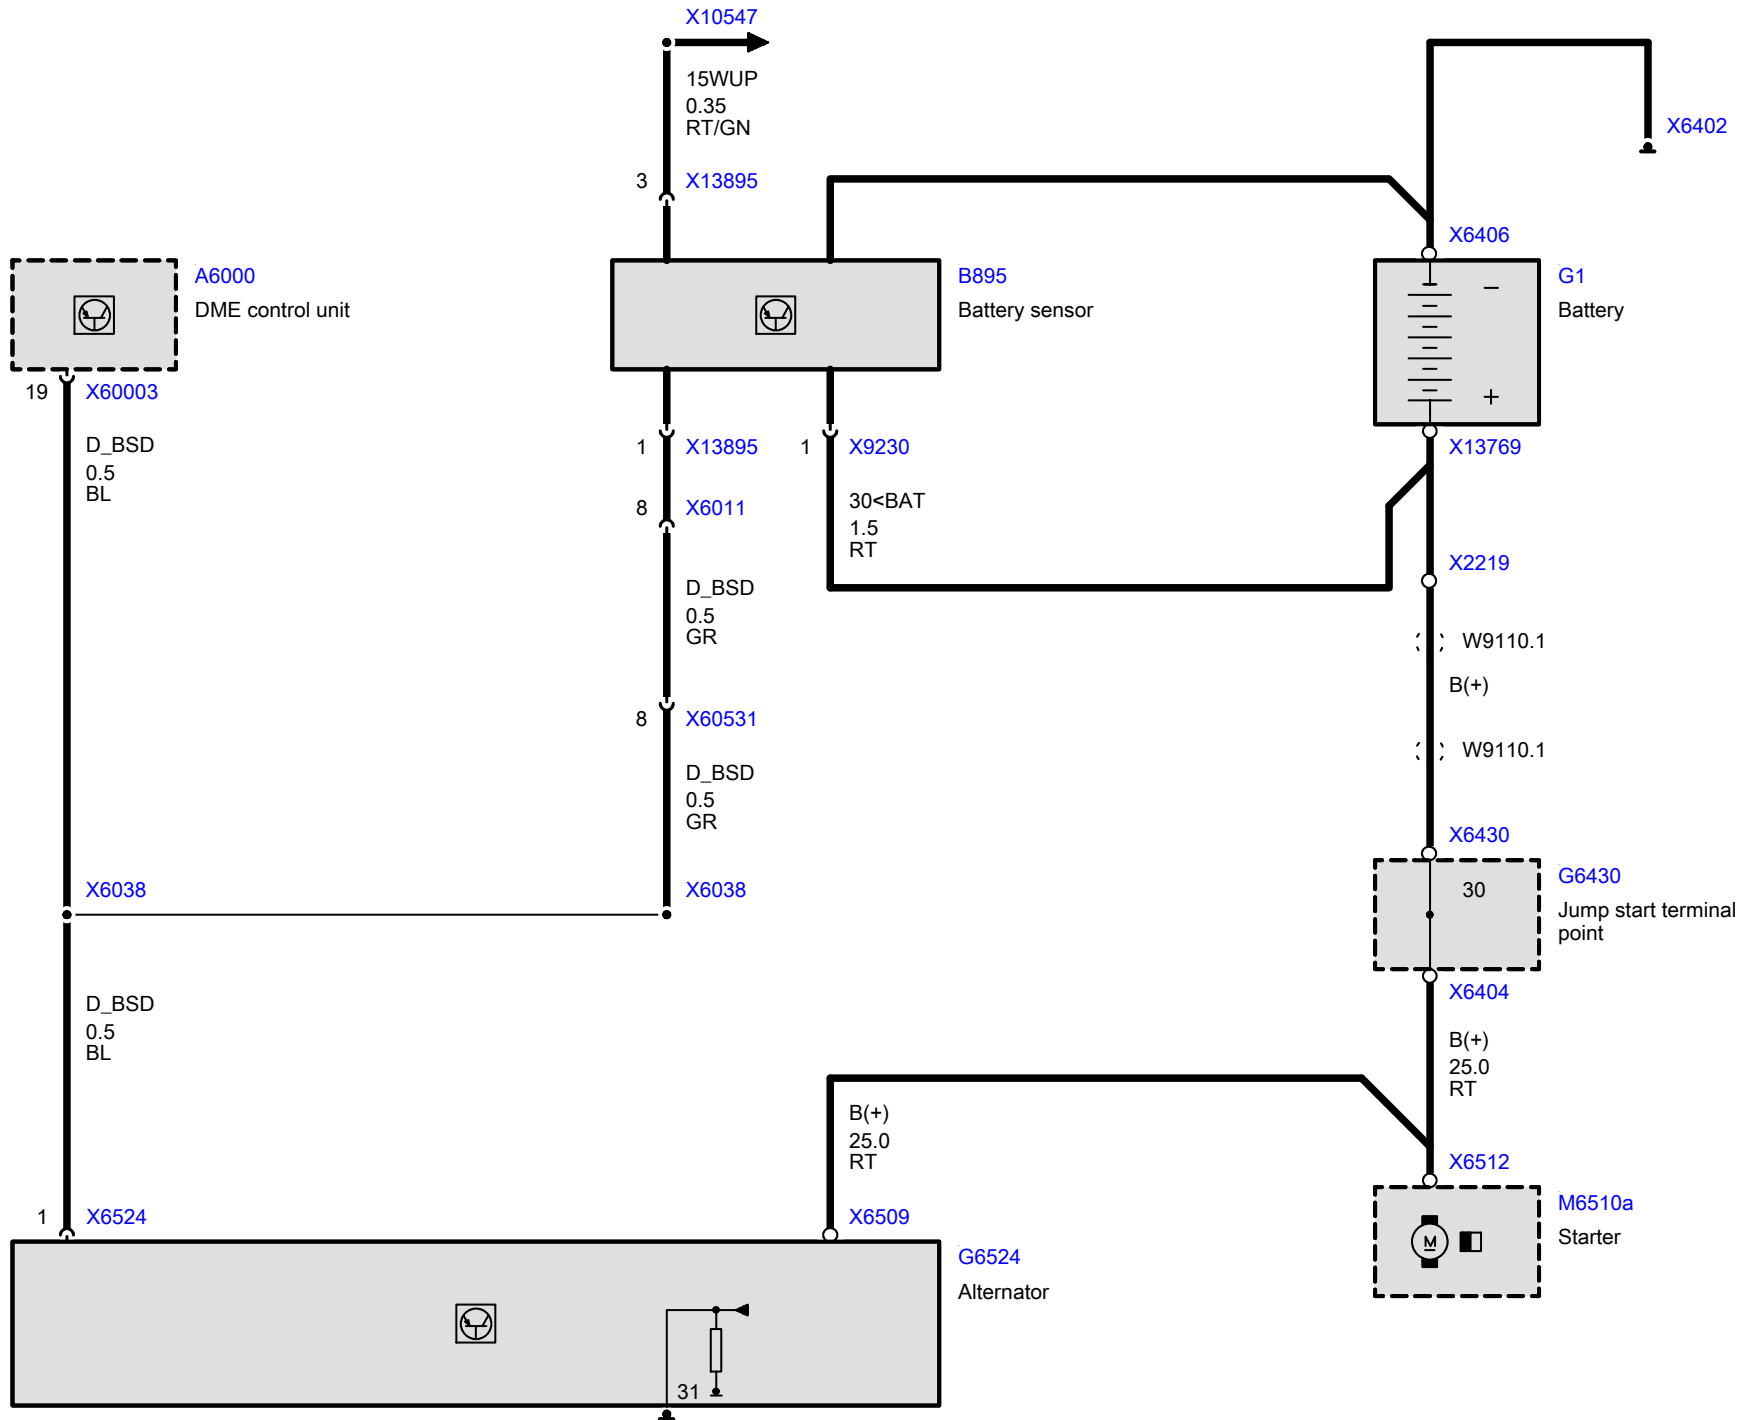 X10547
15WUP
0.35
RT/GN
X6402
3 X13895
X6406
A6000
DME control unit
B895
Battery sensor
G1
Battery
−
+
19 X60003
D_BSD
0.5
BL
1 X13895
1 X9230
X13769
8 X6011
30<BAT
1.5
RT
X2219
D_BSD
0.5
GR
W9110.1
B(+)
8 X60531
W9110.1
D_BSD
0.5
GR
X6430
30
G6430
Jump start terminal
point
X6038
X6038
X6404
D_BSD
0.5
BL
B(+)
25.0
RT
B(+)
25.0
RT
X6512
1 X6524
X6509
M6510a
Starter
M
G6524
Alternator
31